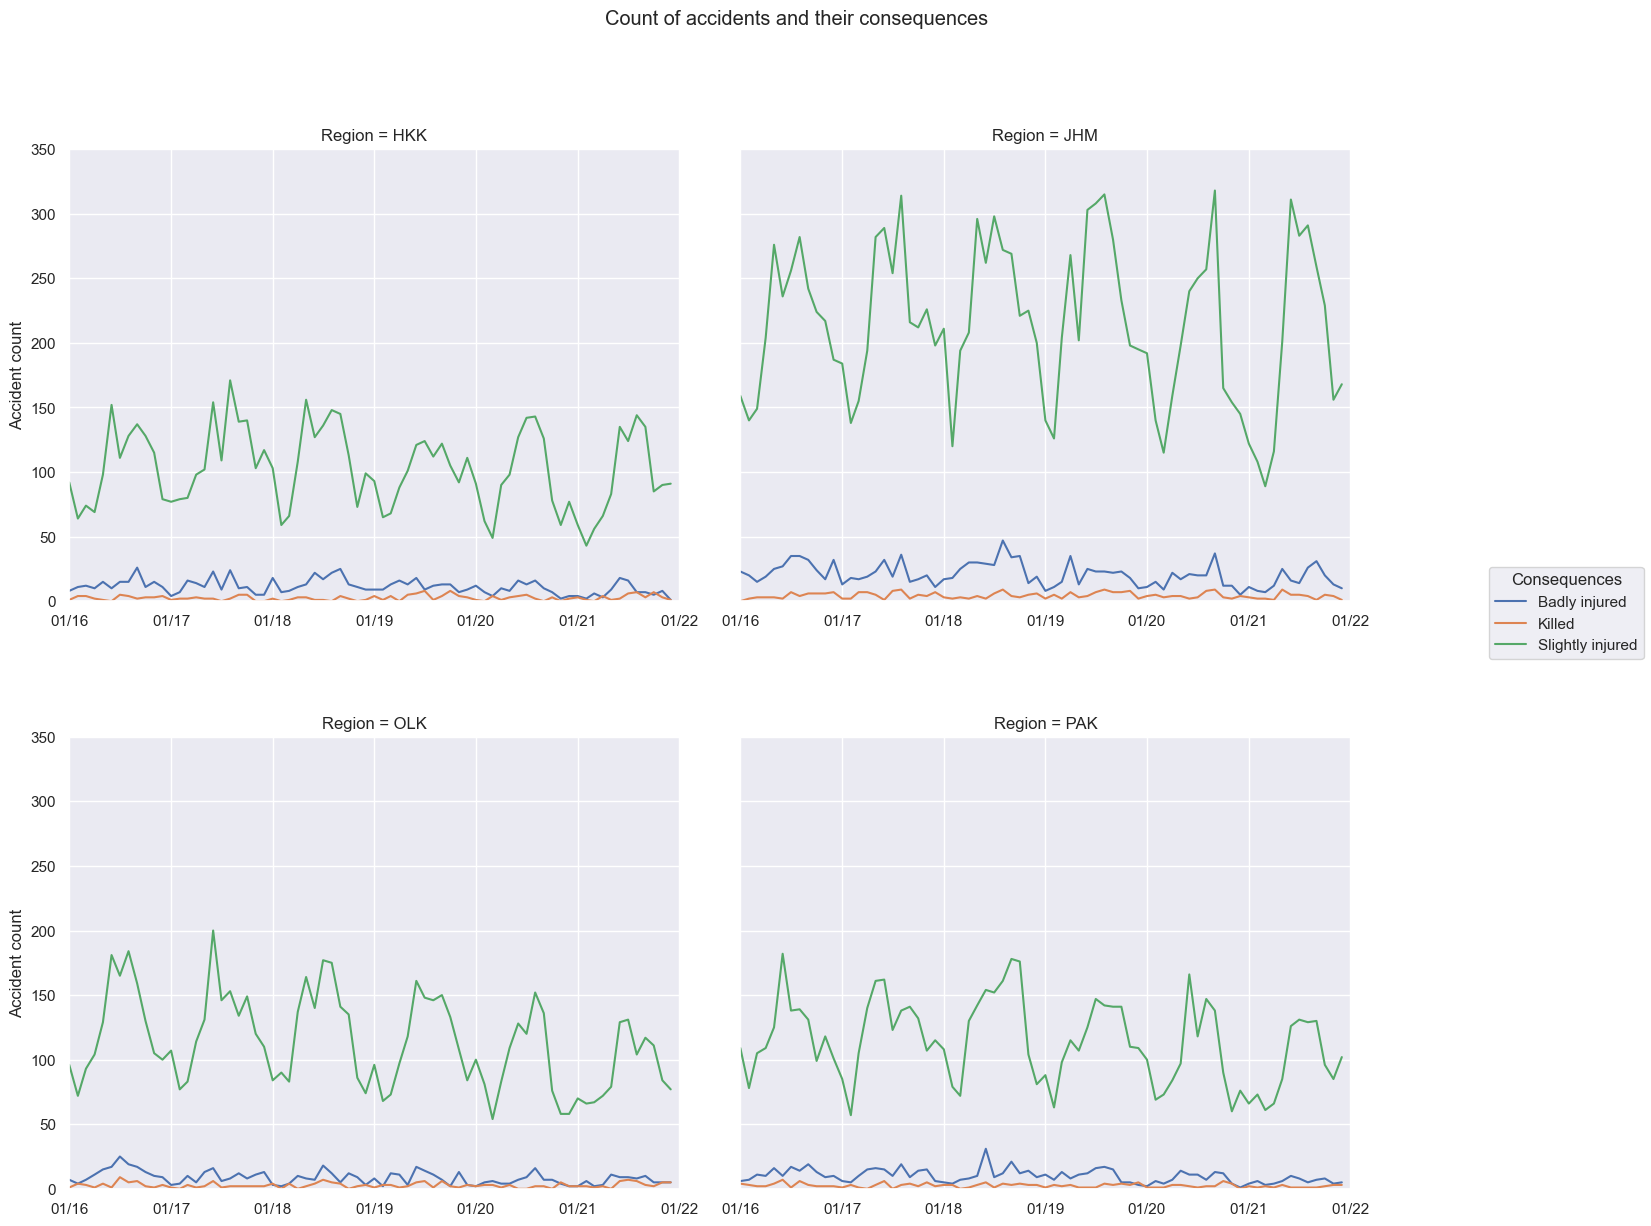 Count of accidents and their consequences
Region = HKK
Region = JHM
350
300
250
200
150
100
50
0
Accident count
01/16 01/17 01/18 01/19 01/20 01/21 01/22
01/16 01/17 01/18 01/19 01/20 01/21 01/22
Consequences
Badly injured
Killed
Slightly injured
Region = OLK
Region = PAK
350
300
250
200
150
100
50
0
Accident count
01/16 01/17 01/18 01/19 01/20 01/21 01/22
01/16 01/17 01/18 01/19 01/20 01/21 01/22